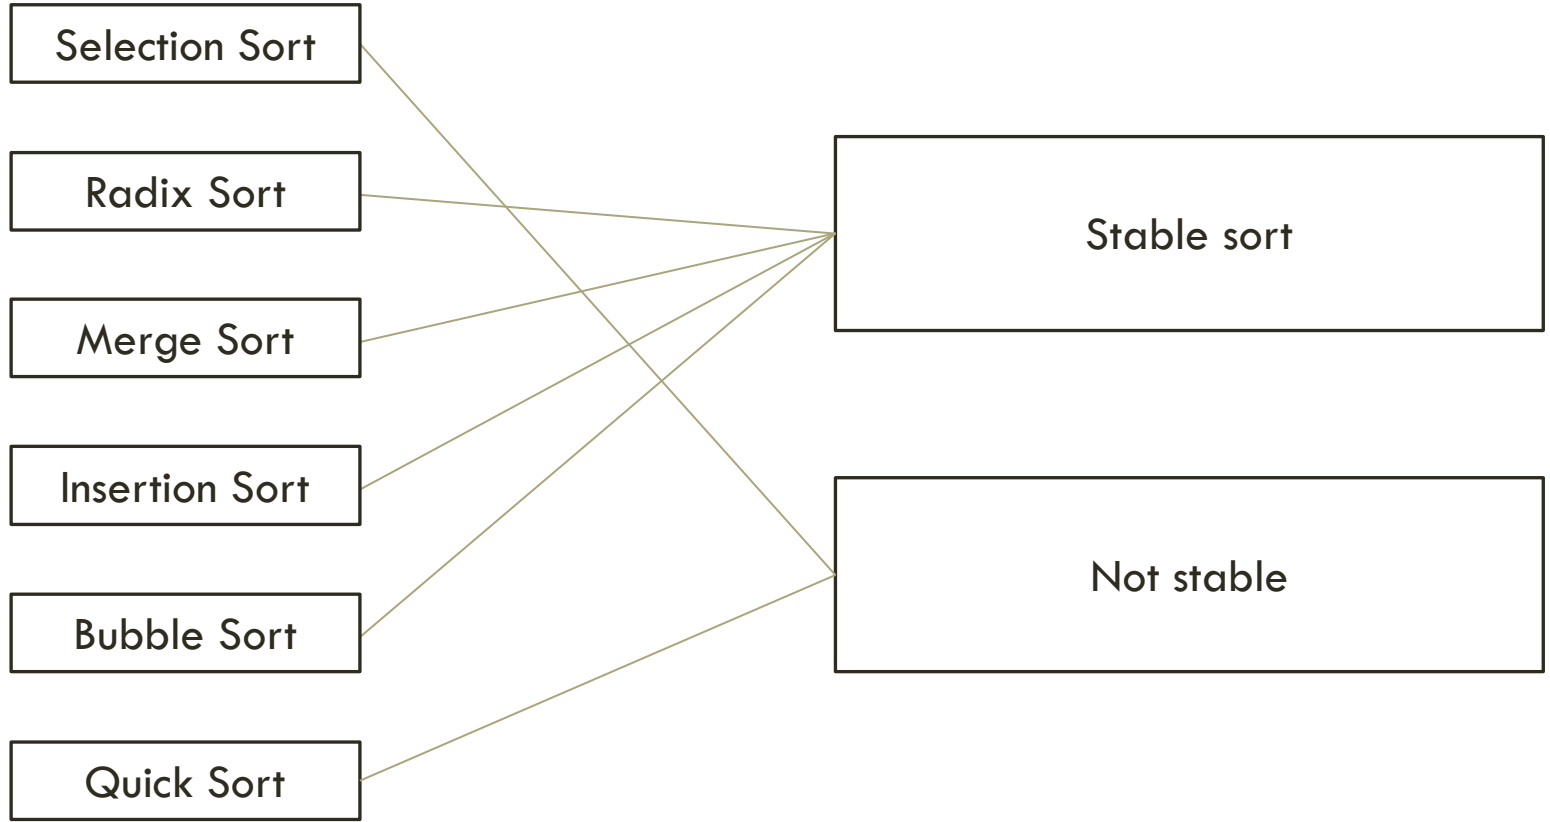 Selection Sort
Radix Sort
Merge Sort
Insertion Sort
Bubble Sort
Quick Sort
Stable sort
Not stable